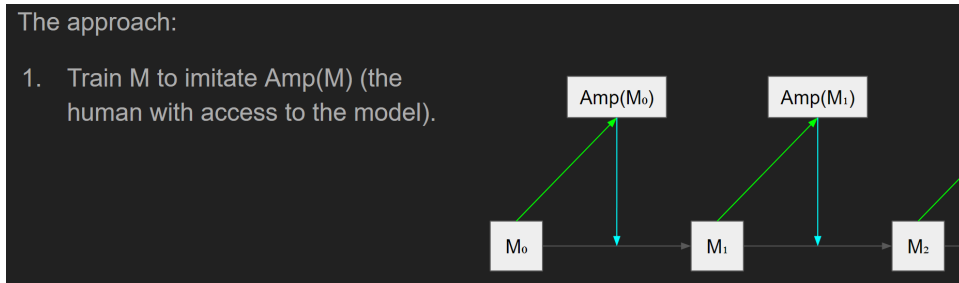 The approach:
1. Train M to imitate Amp(M) (the
human with access to the model).
Amp(M₀)
Amp(M₁)
M₀
M₁
M₂